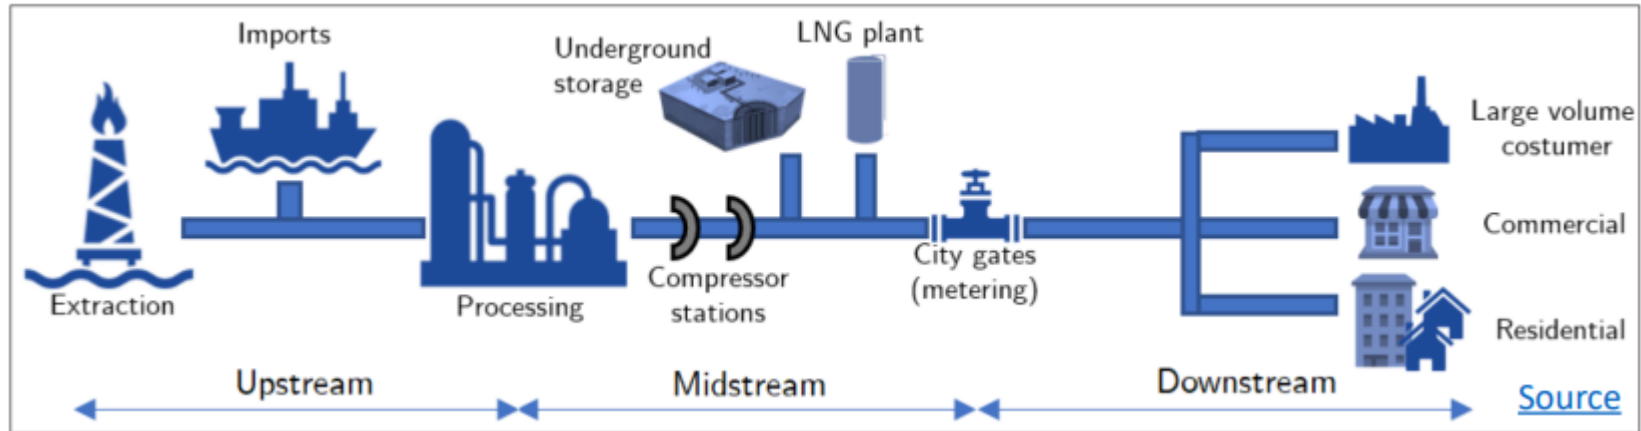 Imports
Underground
storage
LNG plant
Large volume
costumer
Commercial
Residential
Extraction
Processing
Compressor
stations
City gates
(metering)
Upstream
Midstream
Downstream
Source